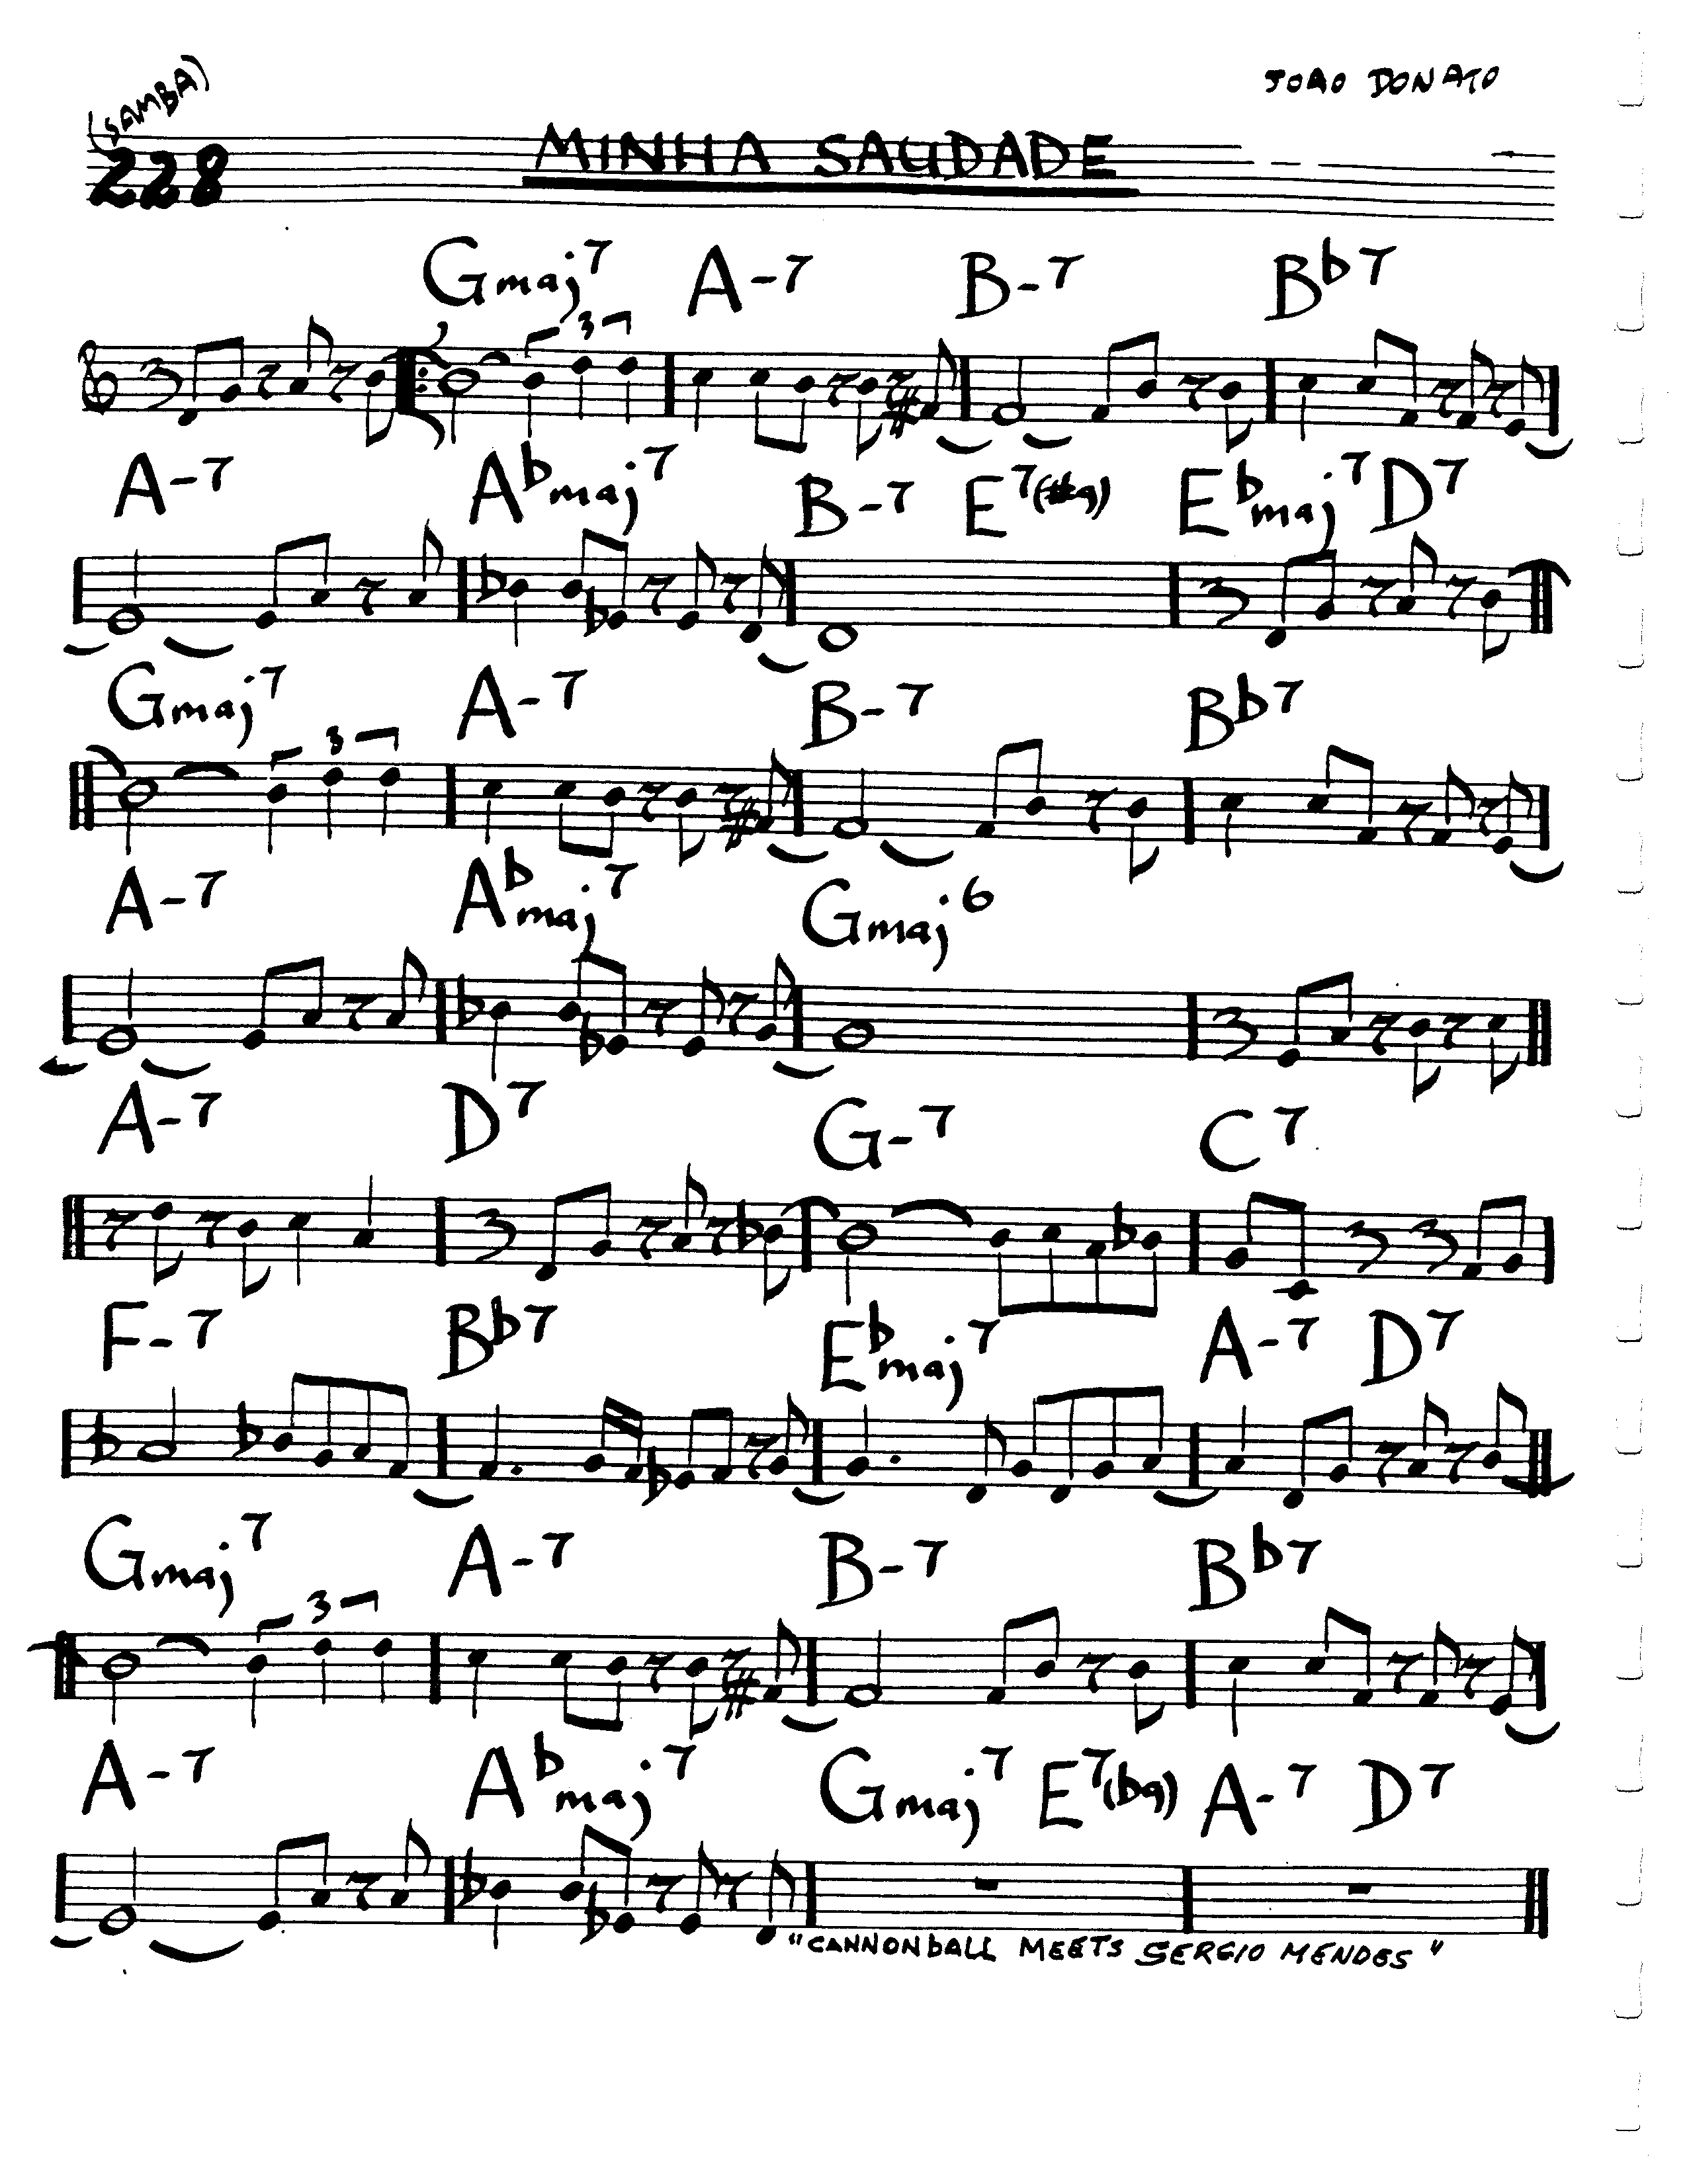 (SAMBA)
JOAO DONATO
228
MINHA SAUDADE
Gmaj7 A-7 B-7 Bb7
3
A-7 Abmaj7 B-7 E7(#9) Ebmaj7 D7
Gmaj7 A-7 B-7 Bb7
3
A-7 Abmaj7 Gmaj6
A-7 D7 G-7 C7
F-7 Bb7 Ebmaj7 A-7 D7
Gmaj7 A-7 B-7 Bb7
3
A-7 Abmaj7 Gmaj7 E7(b9) A-7 D7
"CANNONBALL MEETS SERGIO MENDES"